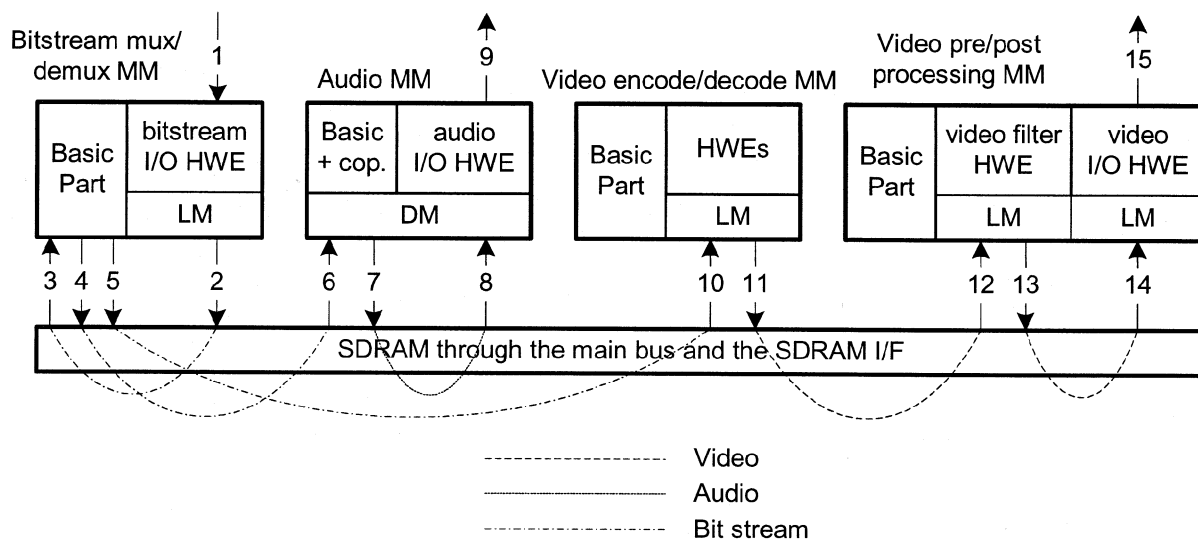 Bitstream mux/
demux MM
1
Audio MM
9
Video encode/decode MM
Video pre/post
processing MM
15
Basic
Part
bitstream
I/O HWE
LM
Basic
+ cop.
audio
I/O HWE
DM
Basic
Part
HWEs
LM
Basic
Part
video filter
HWE
LM
video
I/O HWE
LM
3
4
5
2
6
7
8
10
11
12
13
14
SDRAM through the main bus and the SDRAM I/F
Video
Audio
Bit stream